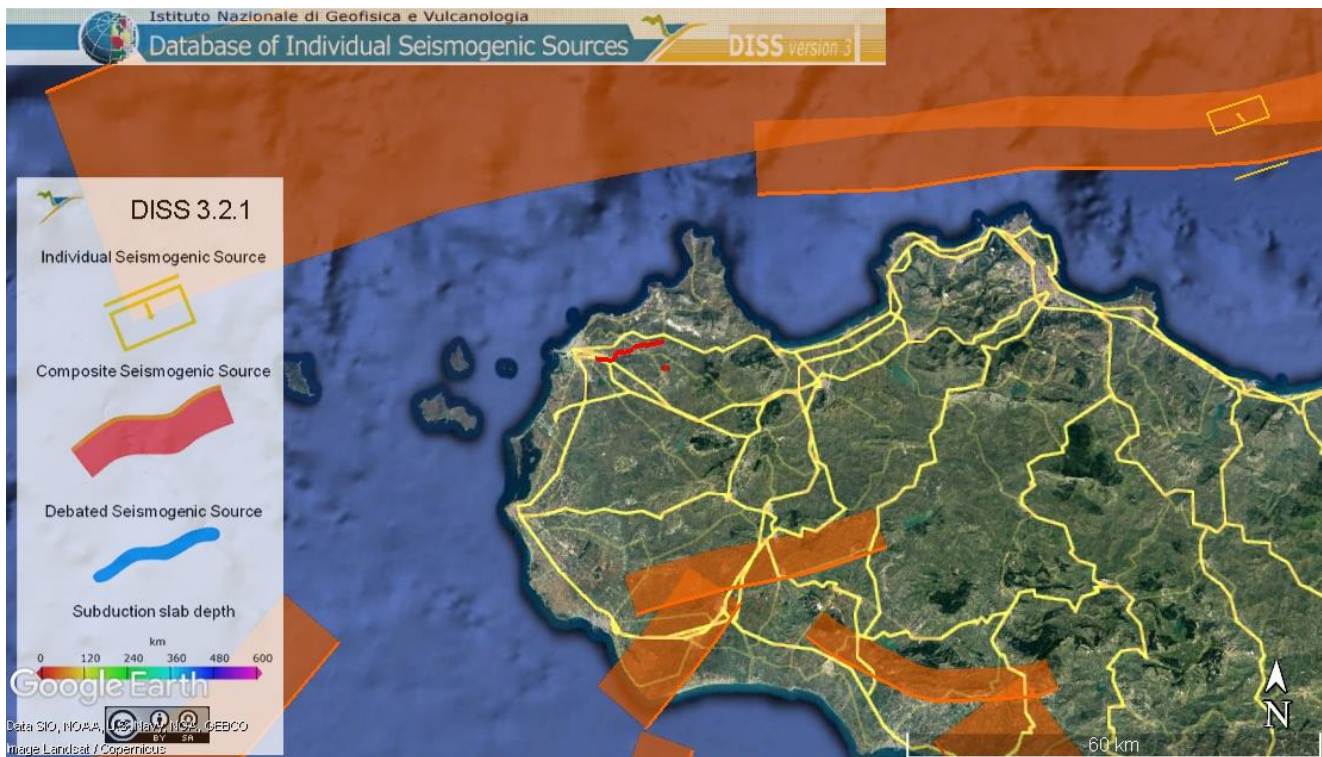 Istituto Nazionale di Geofisica e Vulcanologia
Database of Individual Seismogenic Sources
DISS version 3
DISS 3.2.1
Individual Seismogenic Source
Composite Seismogenic Source
Debated Seismogenic Source
Subduction slab depth
km
0 120 240 360 480 600
Google Earth
Data SIO, NOAA, U.S. Navy, NGA, GEBCO
Image Landsat / Copernicus
BY SA
N
60 km